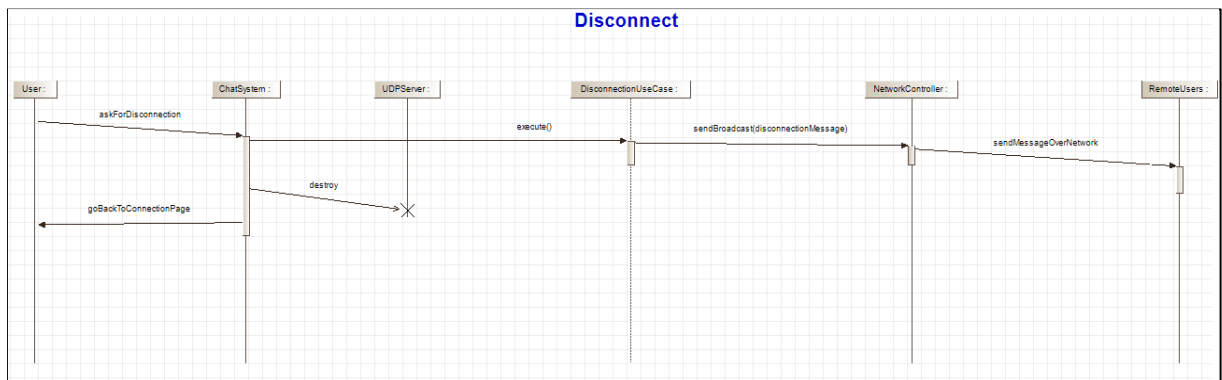 Disconnect
User :
ChatSystem :
UDPServer :
DisconnectionUseCase :
NetworkController :
RemoteUsers :
askForDisconnection
execute()
sendBroadcast(disconnectionMessage)
sendMessageOverNetwork
destroy
goBackToConnectionPage